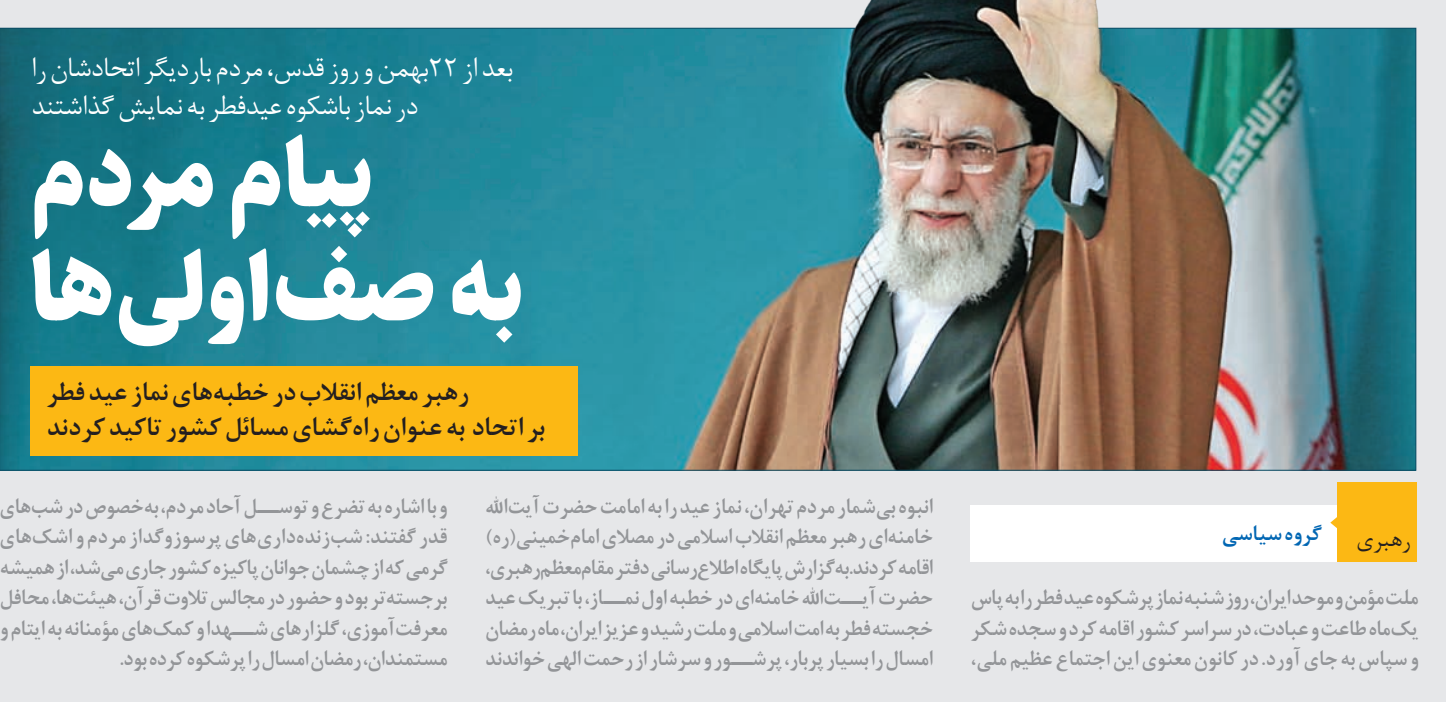 بعد از ۲۲بهمن و روز قدس، مردم بار دیگر اتحادشان را
در نماز باشکوه عیدفطر به نمایش گذاشتند
پیام مردم
به صف‌اولی‌ها
رهبر معظم انقلاب در خطبه‌های نماز عید فطر
بر اتحاد به عنوان راه‌گشای مسائل کشور تاکید کردند
رهبری
گروه سیاسی
ملت مؤمن و موحد ایران، روز شنبه نماز پرشکوه عید فطر را به پاس
یک‌ماه طاعت و عبادت، در سراسر کشور اقامه کرد و سجده شکر
و سپاس به جای آورد. در کانون معنوی این اجتماع عظیم ملی،
انبوه بی‌شمار مردم تهران، نماز عید را به امامت حضرت آیت‌الله
خامنه‌ای رهبر معظم انقلاب اسلامی در مصلای امام‌خمینی(ره)
اقامه کردند.به‌گزارش پایگاه اطلاع‌رسانی دفتر مقام‌معظم‌رهبری،
حضرت آیـــت‌الله خامنه‌ای در خطبه اول نمـــاز، با تبریک عید
خجسته فطر به امت اسلامی و ملت رشید و عزیز ایران، ماه رمضان
امسال را بسیار پربار، پرشـــور و سرشار از رحمت الهی خواندند
و با اشاره به تضرع و توســـل آحاد مردم، به‌خصوص در شب‌های
قدر گفتند: شب‌زنده‌داری‌های پرسوزوگداز مردم و اشک‌های
گرمی که از چشمان جوانان پاکیزه کشور جاری می‌شد، از همیشه
برجسته‌تر بود و حضور در مجالس تلاوت قرآن، هیئت‌ها، محافل
معرفت‌آموزی، گلزارهای شـــهدا و کمک‌های مؤمنانه به ایتام و
مستمندان، رمضان امسال را پرشکوه کرده بود.